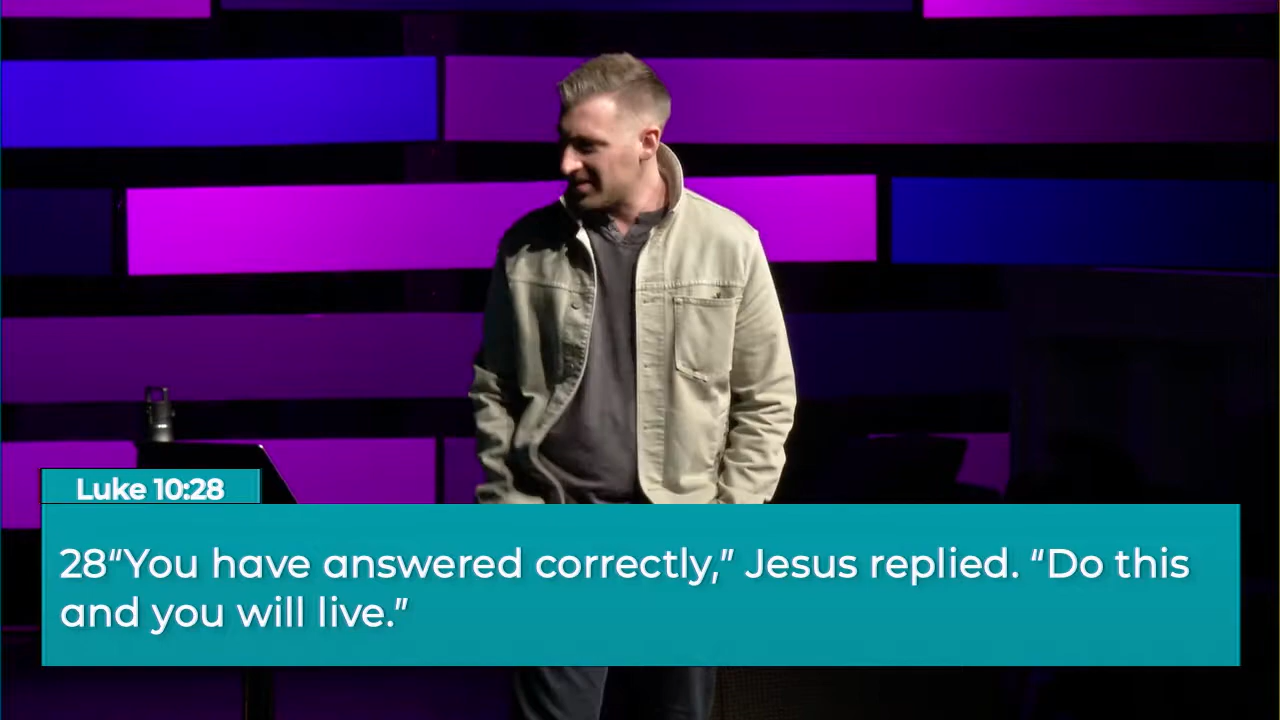 Luke 10:28
28“You have answered correctly,” Jesus replied. “Do this
and you will live.”